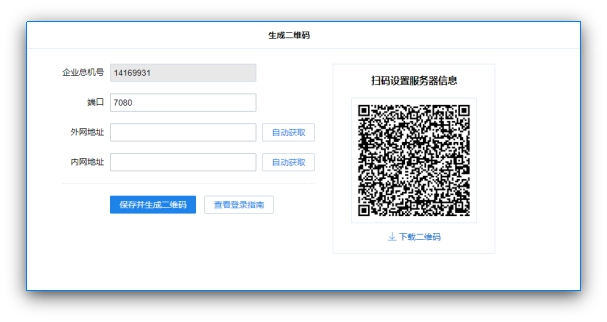 生成二维码
企业总机号 14169931
端口 7080
外网地址 自动获取
内网地址 自动获取
保存并生成二维码 查看登录指南
扫码设置服务器信息
下载二维码